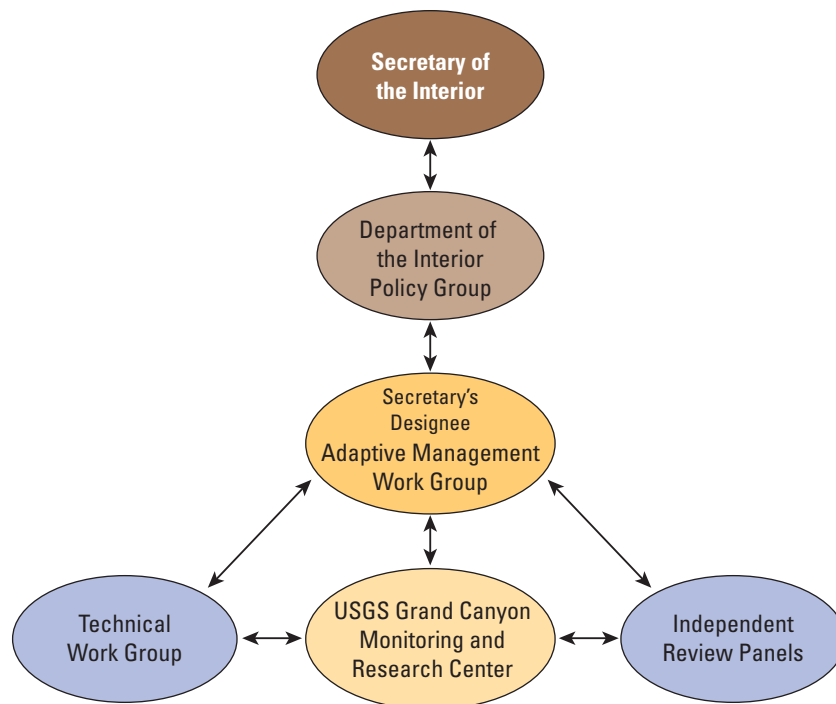 Secretary of
the Interior
Department of
the Interior
Policy Group
Secretary's
Designee
Adaptive Management
Work Group
Technical
Work Group
USGS Grand Canyon
Monitoring and
Research Center
Independent
Review Panels